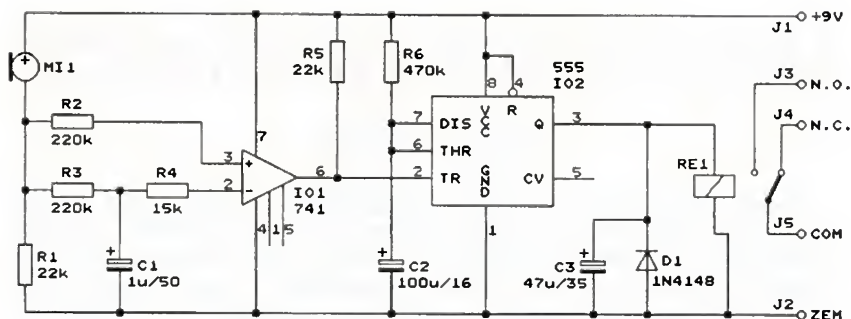 J1 +9V
MI1
R2
220k
R3
220k
R4
15k
R1
22k
C1
1u/50
+
7
3
+
2
-
6
IO1
741
4 1 5
R5
22k
R6
470k
+
C2
100u/16
555
IO2
8
4
VCC
R
7 DIS
6 THR
2 TR
GND
Q 3
CV 5
1
+
C3
47u/35
D1
1N4148
RE1
J3
N.O.
J4
N.C.
J5
COM
J2
ZEM